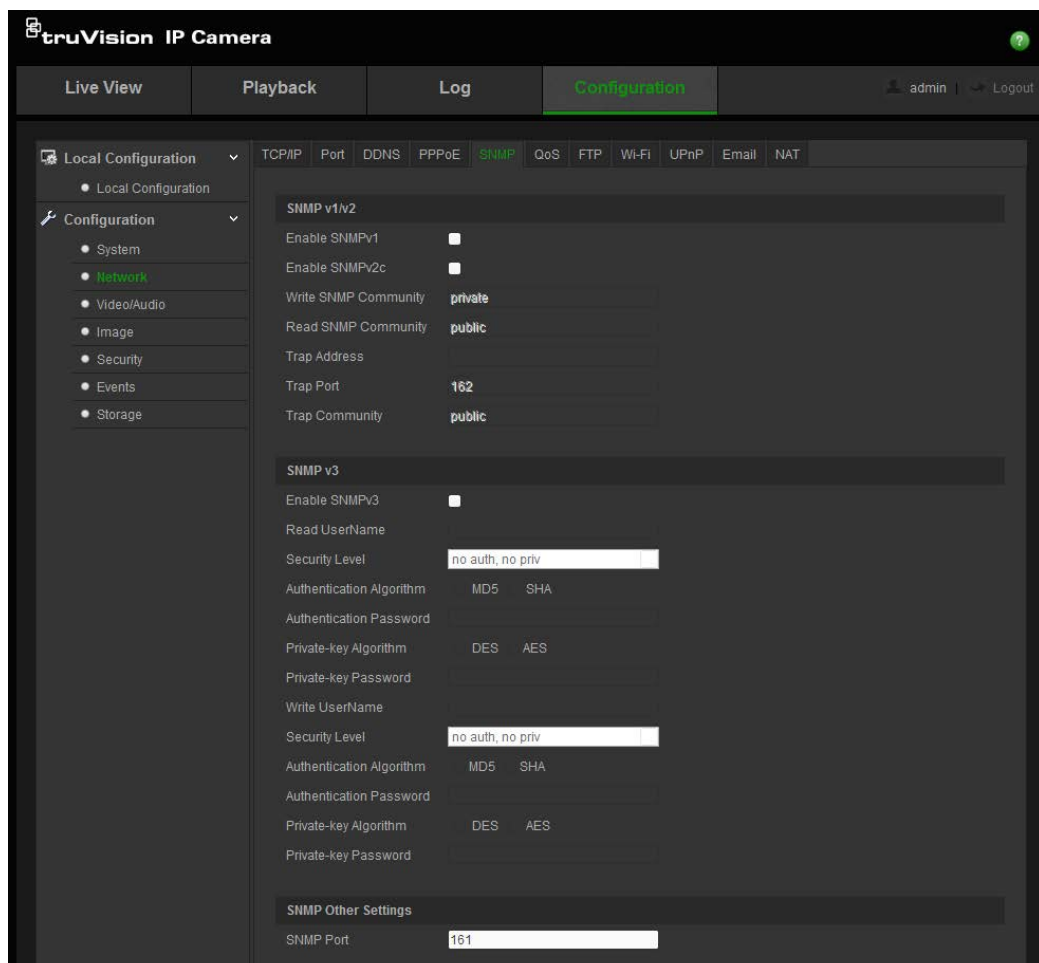 truVision IP Camera
?
Live View Playback Log Configuration admin | Logout
Local Configuration
Local Configuration
Configuration
System
Network
Video/Audio
Image
Security
Events
Storage
TCP/IP Port DDNS PPPoE SNMP QoS FTP Wi-Fi UPnP Email NAT
SNMP v1/v2
Enable SNMPv1
Enable SNMPv2c
Write SNMP Community private
Read SNMP Community public
Trap Address
Trap Port 162
Trap Community public
SNMP v3
Enable SNMPv3
Read UserName
Security Level no auth, no priv
Authentication Algorithm MD5 SHA
Authentication Password
Private-key Algorithm DES AES
Private-key Password
Write UserName
Security Level no auth, no priv
Authentication Algorithm MD5 SHA
Authentication Password
Private-key Algorithm DES AES
Private-key Password
SNMP Other Settings
SNMP Port 161